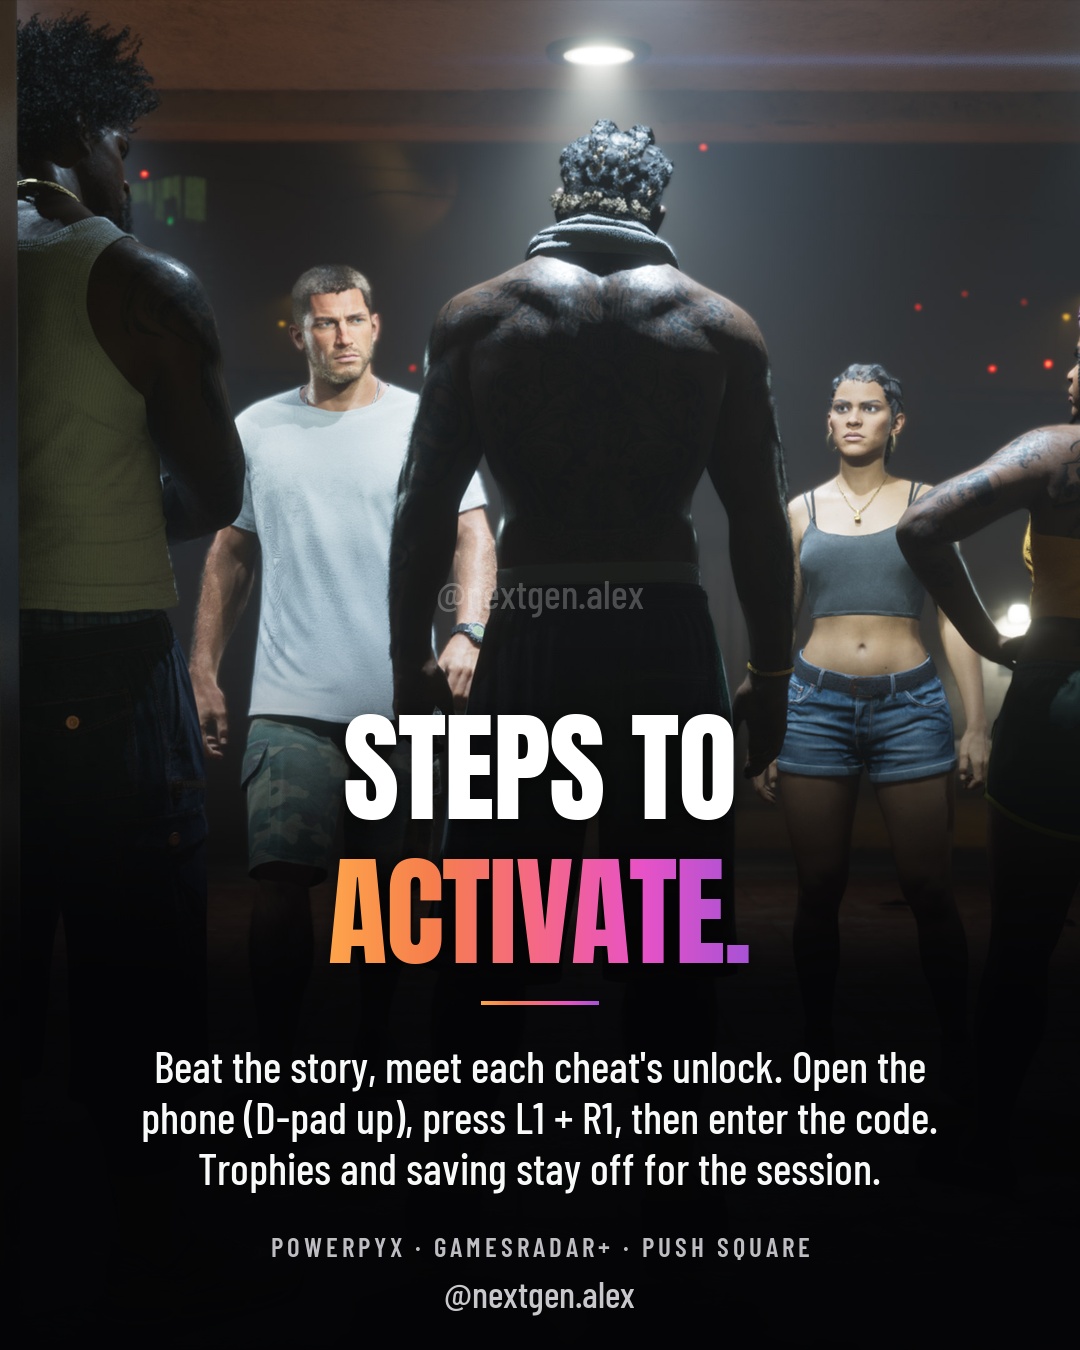 @nextgen.alex
STEPS TO
ACTIVATE.
Beat the story, meet each cheat's unlock. Open the
phone (D-pad up), press L1 + R1, then enter the code.
Trophies and saving stay off for the session.
POWERPYX · GAMESRADAR+ · PUSH SQUARE
@nextgen.alex